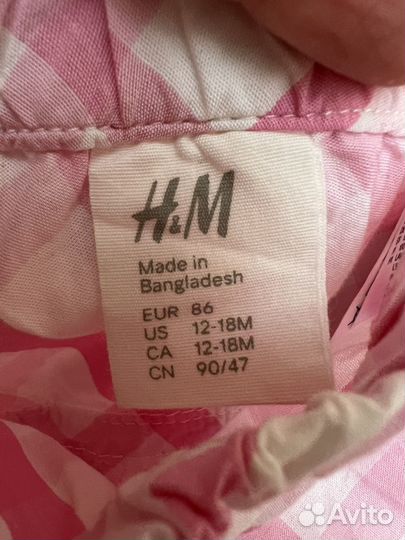 H&M
Made in
Bangladesh
EUR 86
US 12-18M
CA 12-18M
CN 90/47
Avito